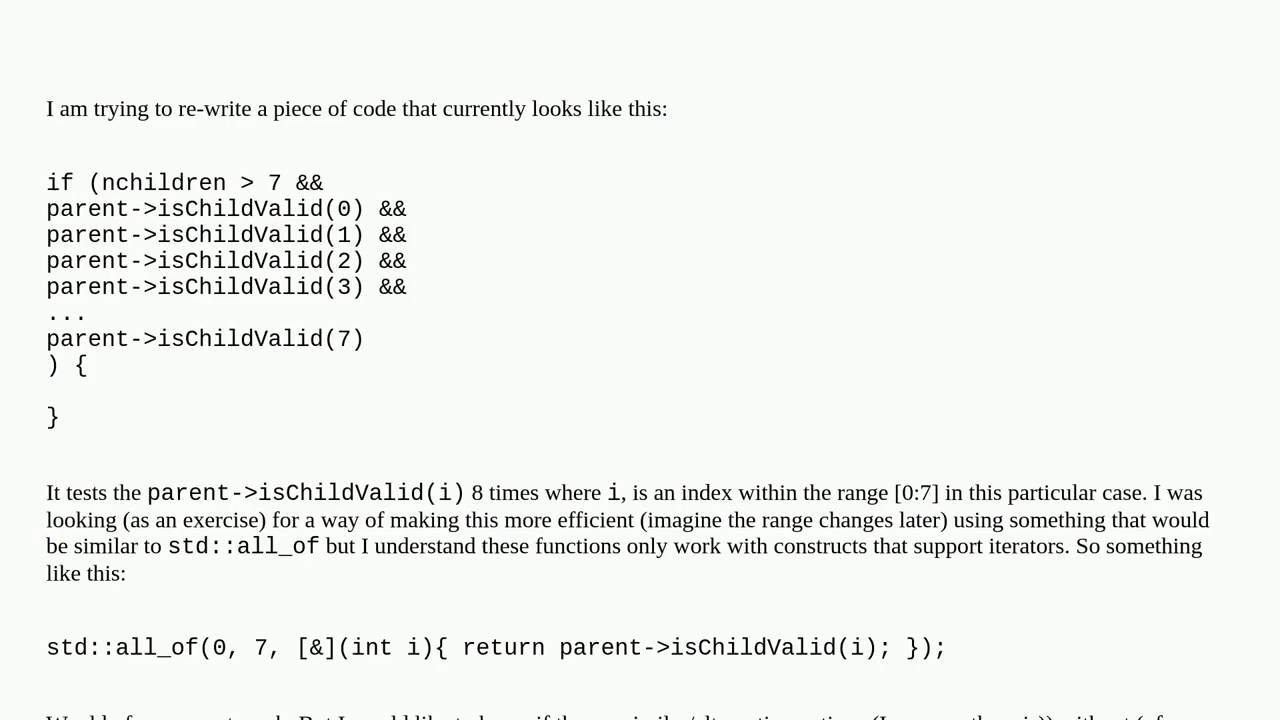 I am trying to re-write a piece of code that currently looks like this:
if (nchildren > 7 &&
parent->isChildValid(0) &&
parent->isChildValid(1) &&
parent->isChildValid(2) &&
parent->isChildValid(3) &&
...
parent->isChildValid(7)
) {
}
It tests the parent->isChildValid(i) 8 times where i, is an index within the range [0:7] in this particular case. I was
looking (as an exercise) for a way of making this more efficient (imagine the range changes later) using something that would
be similar to std::all_of but I understand these functions only work with constructs that support iterators. So something
like this:
std::all_of(0, 7, [&](int i){ return parent->isChildValid(i); });